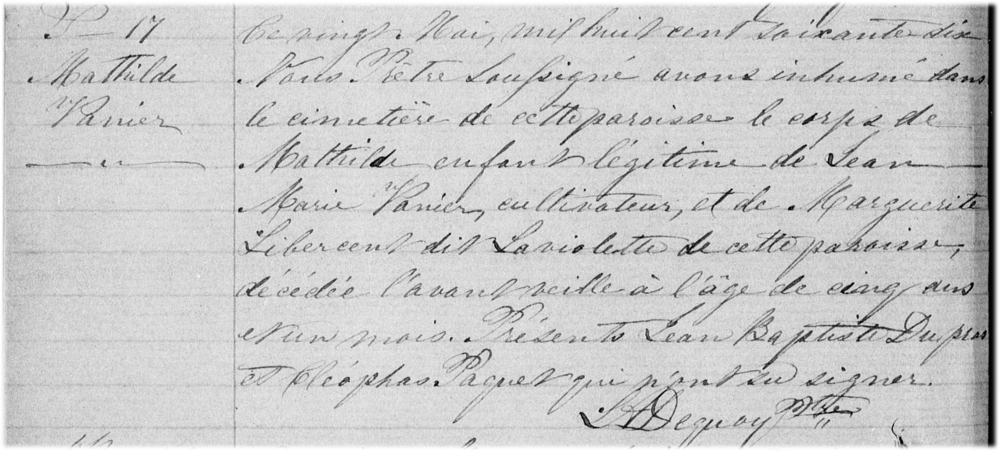 S – 17
Mathilde
Vanier
Ce vingt Mai, mil huit cent soixante dix
Nous Prêtre Soussigné avons inhumé dans
le cimetière de cette paroisse le corps de
Mathilde enfant légitime de Jean
Marie Vanier, cultivateur, et de Marguerite
Libercent dit Laviolette de cette paroisse,
décédée l'avant veille à l'âge de cinq ans
et un mois. Présents Jean Baptiste Dupras
et Cléophas Paquet qui n'ont su signer.
Dequoy Ptre